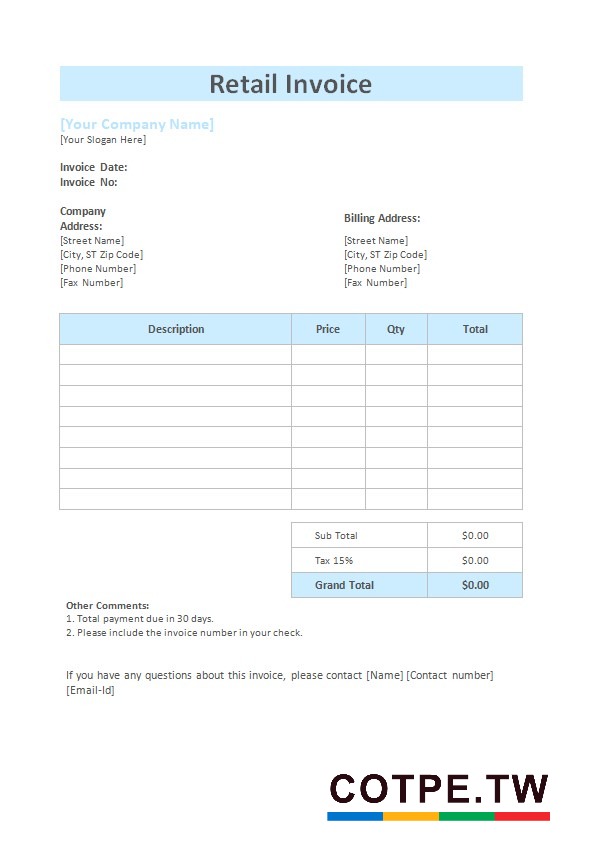 Retail Invoice
[Your Company Name]
[Your Slogan Here]
Invoice Date:
Invoice No:
Company
Address:
[Street Name]
[City, ST Zip Code]
[Phone Number]
[Fax Number]
Billing Address:
[Street Name]
[City, ST Zip Code]
[Phone Number]
[Fax Number]
Description Price Qty Total
Sub Total $0.00
Tax 15% $0.00
Grand Total $0.00
Other Comments:
1. Total payment due in 30 days.
2. Please include the invoice number in your check.
If you have any questions about this invoice, please contact [Name] [Contact number]
[Email-Id]
COTPE.TW